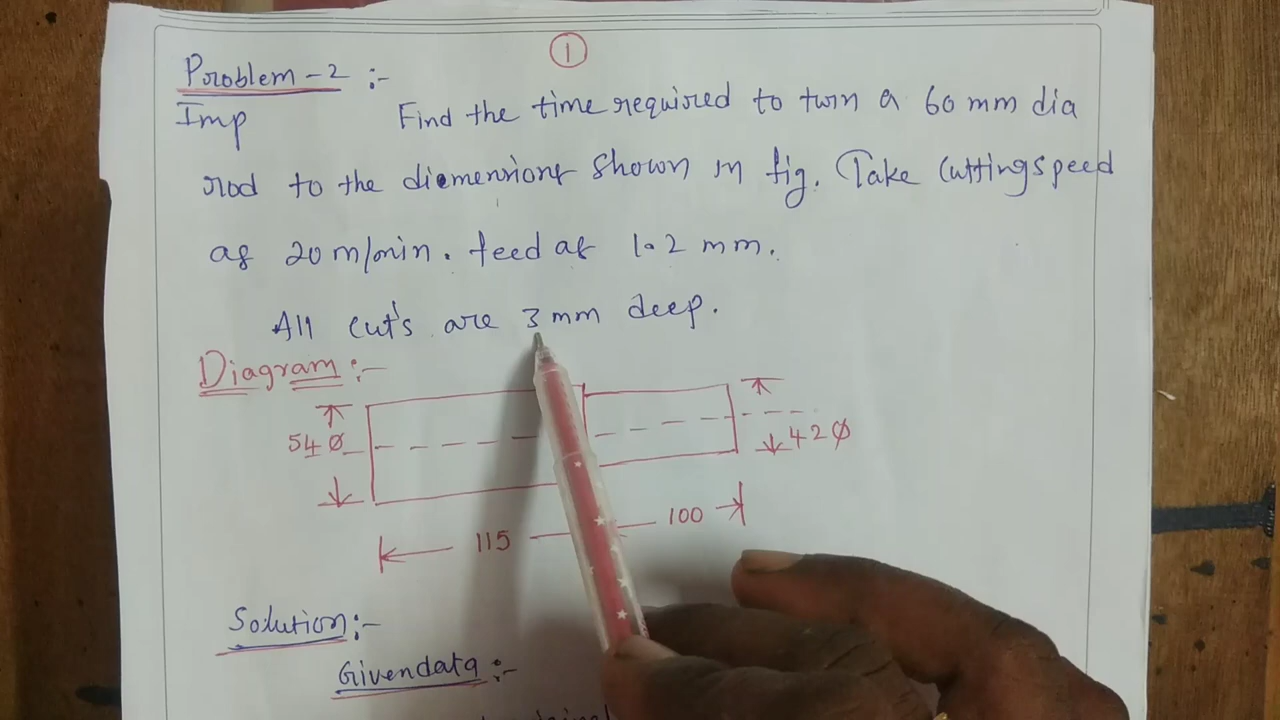 1
Problem - 2 :-
Imp Find the time required to turn a 60 mm dia
rod to the diemensions shown in fig. Take Cutting speed
as 20 m/min. feed as 1.2 mm.
All cut's are 3 mm deep.
Diagram :-
54 Ø
42 Ø
115
100
Solution :-
Given data :-